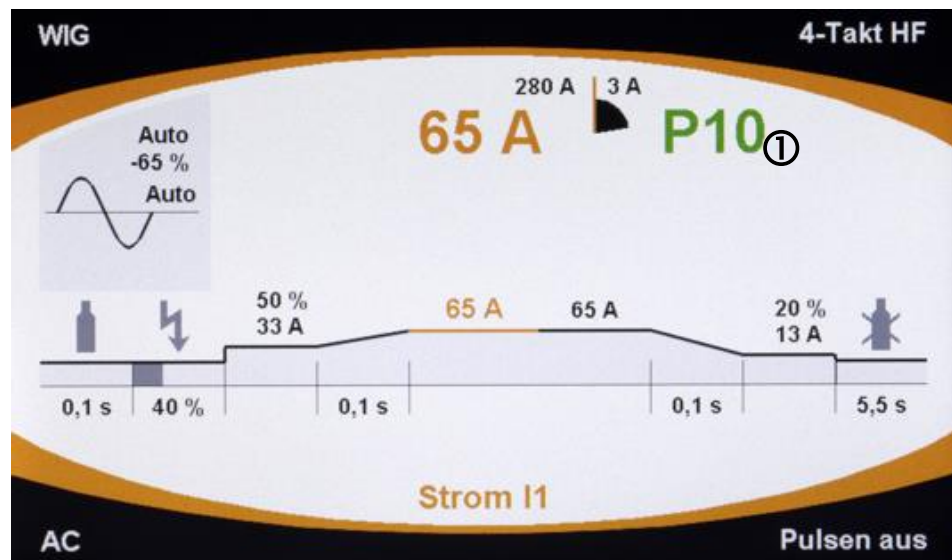 WIG
4-Takt HF
280 A 3 A
65 A
P10
①
Auto
-65 %
Auto
50 %
33 A
65 A
65 A
20 %
13 A
0,1 s
40 %
0,1 s
0,1 s
5,5 s
Strom I1
AC
Pulsen aus